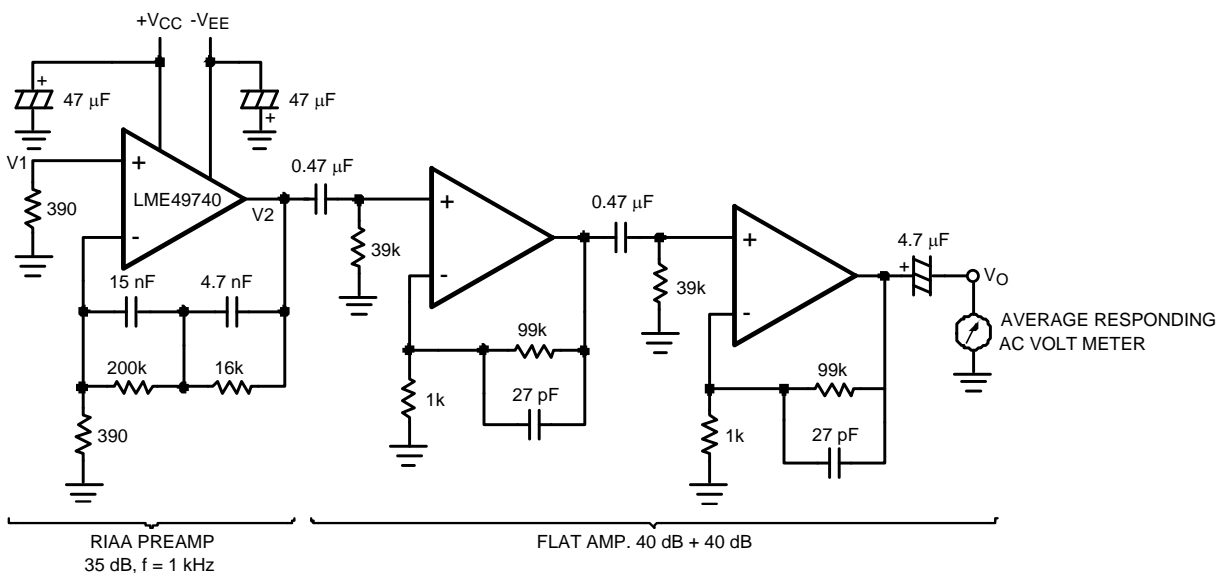 +VCC -VEE
+
47 µF
47 µF
+
V1
+
LME49740
-
390
V2
0.47 µF
39k
15 nF
4.7 nF
200k
16k
390
+
-
0.47 µF
39k
99k
27 pF
1k
+
-
4.7 µF
+
VO
AVERAGE RESPONDING
AC VOLT METER
99k
27 pF
1k
RIAA PREAMP
35 dB, f = 1 kHz
FLAT AMP. 40 dB + 40 dB